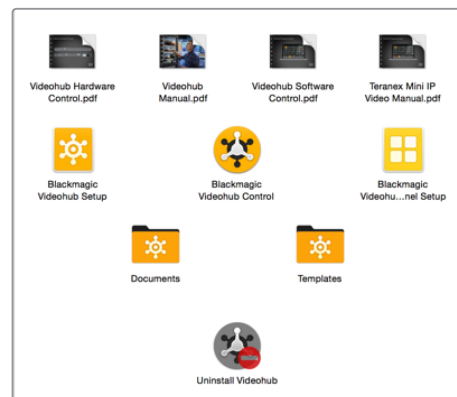 Videohub Hardware
Control.pdf
Videohub
Manual.pdf
Videohub Software
Control.pdf
Teranex Mini IP
Video Manual.pdf
Blackmagic
Videohub Setup
Blackmagic
Videohub Control
Blackmagic
Videohu...nel Setup
Documents
Templates
Uninstall Videohub